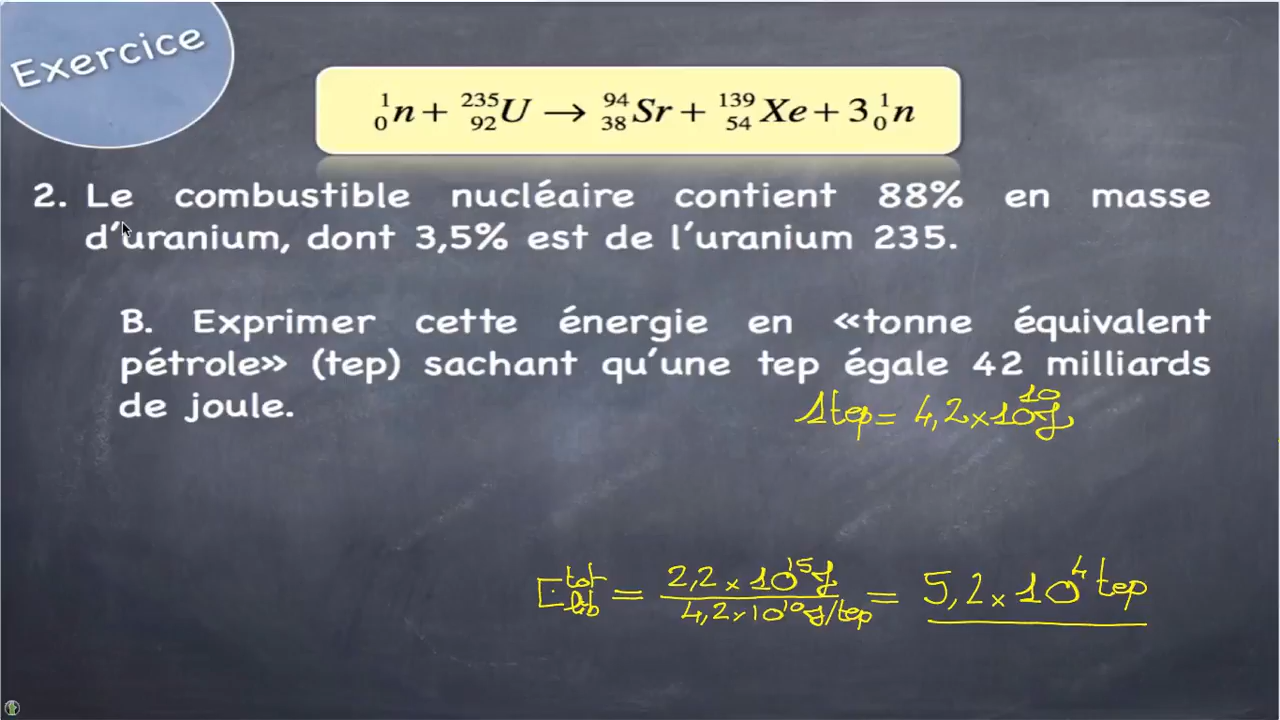 Exercice
¹₀n + ²³⁵₉₂U → ⁹⁴₃₈Sr + ¹³⁹₅₄Xe + 3¹₀n
2. Le combustible nucléaire contient 88% en masse
d’uranium, dont 3,5% est de l’uranium 235.
B. Exprimer cette énergie en «tonne équivalent
pétrole» (tep) sachant qu’une tep égale 42 milliards
de joule.
1tep = 4,2×10¹⁰J
E tot lib = 2,2×10¹⁵J / 4,2×10¹⁰J/tep = 5,2×10⁴ tep